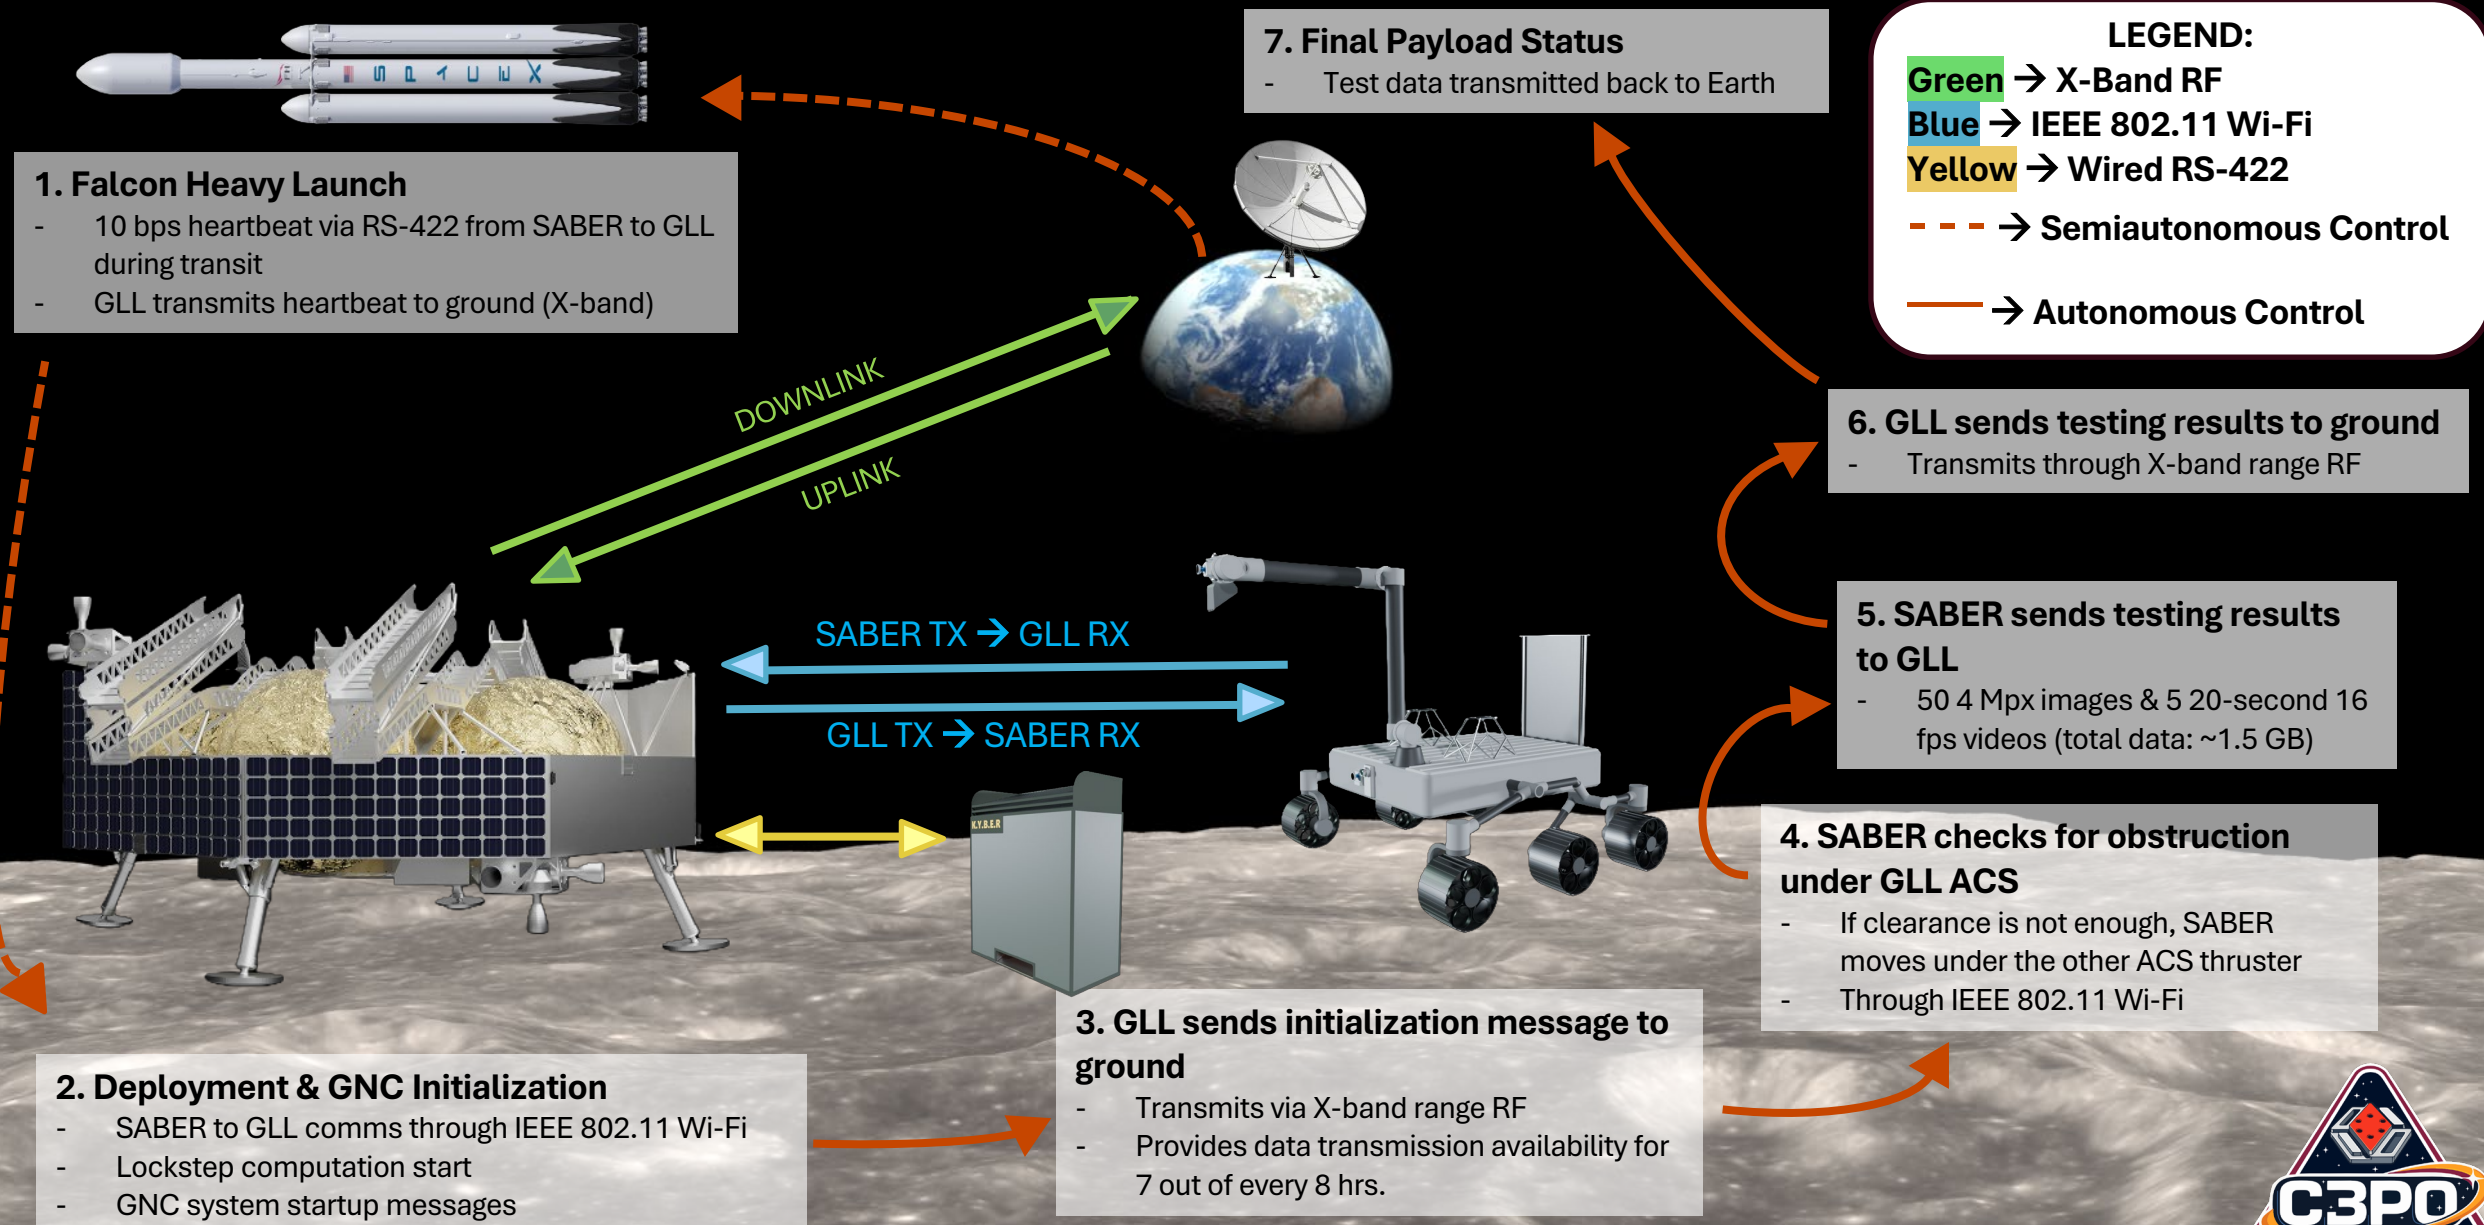 SPACEX
1. Falcon Heavy Launch
- 10 bps heartbeat via RS-422 from SABER to GLL
during transit
- GLL transmits heartbeat to ground (X-band)
7. Final Payload Status
- Test data transmitted back to Earth
LEGEND:
Green → X-Band RF
Blue → IEEE 802.11 Wi-Fi
Yellow → Wired RS-422
→ Semiautonomous Control
→ Autonomous Control
DOWNLINK
UPLINK
6. GLL sends testing results to ground
- Transmits through X-band range RF
SABER TX → GLL RX
GLL TX → SABER RX
K.Y.B.E.R
5. SABER sends testing results
to GLL
- 50 4 Mpx images & 5 20-second 16
fps videos (total data: ~1.5 GB)
4. SABER checks for obstruction
under GLL ACS
- If clearance is not enough, SABER
moves under the other ACS thruster
- Through IEEE 802.11 Wi-Fi
3. GLL sends initialization message to
ground
- Transmits via X-band range RF
- Provides data transmission availability for
7 out of every 8 hrs.
2. Deployment & GNC Initialization
- SABER to GLL comms through IEEE 802.11 Wi-Fi
- Lockstep computation start
- GNC system startup messages
C3PO